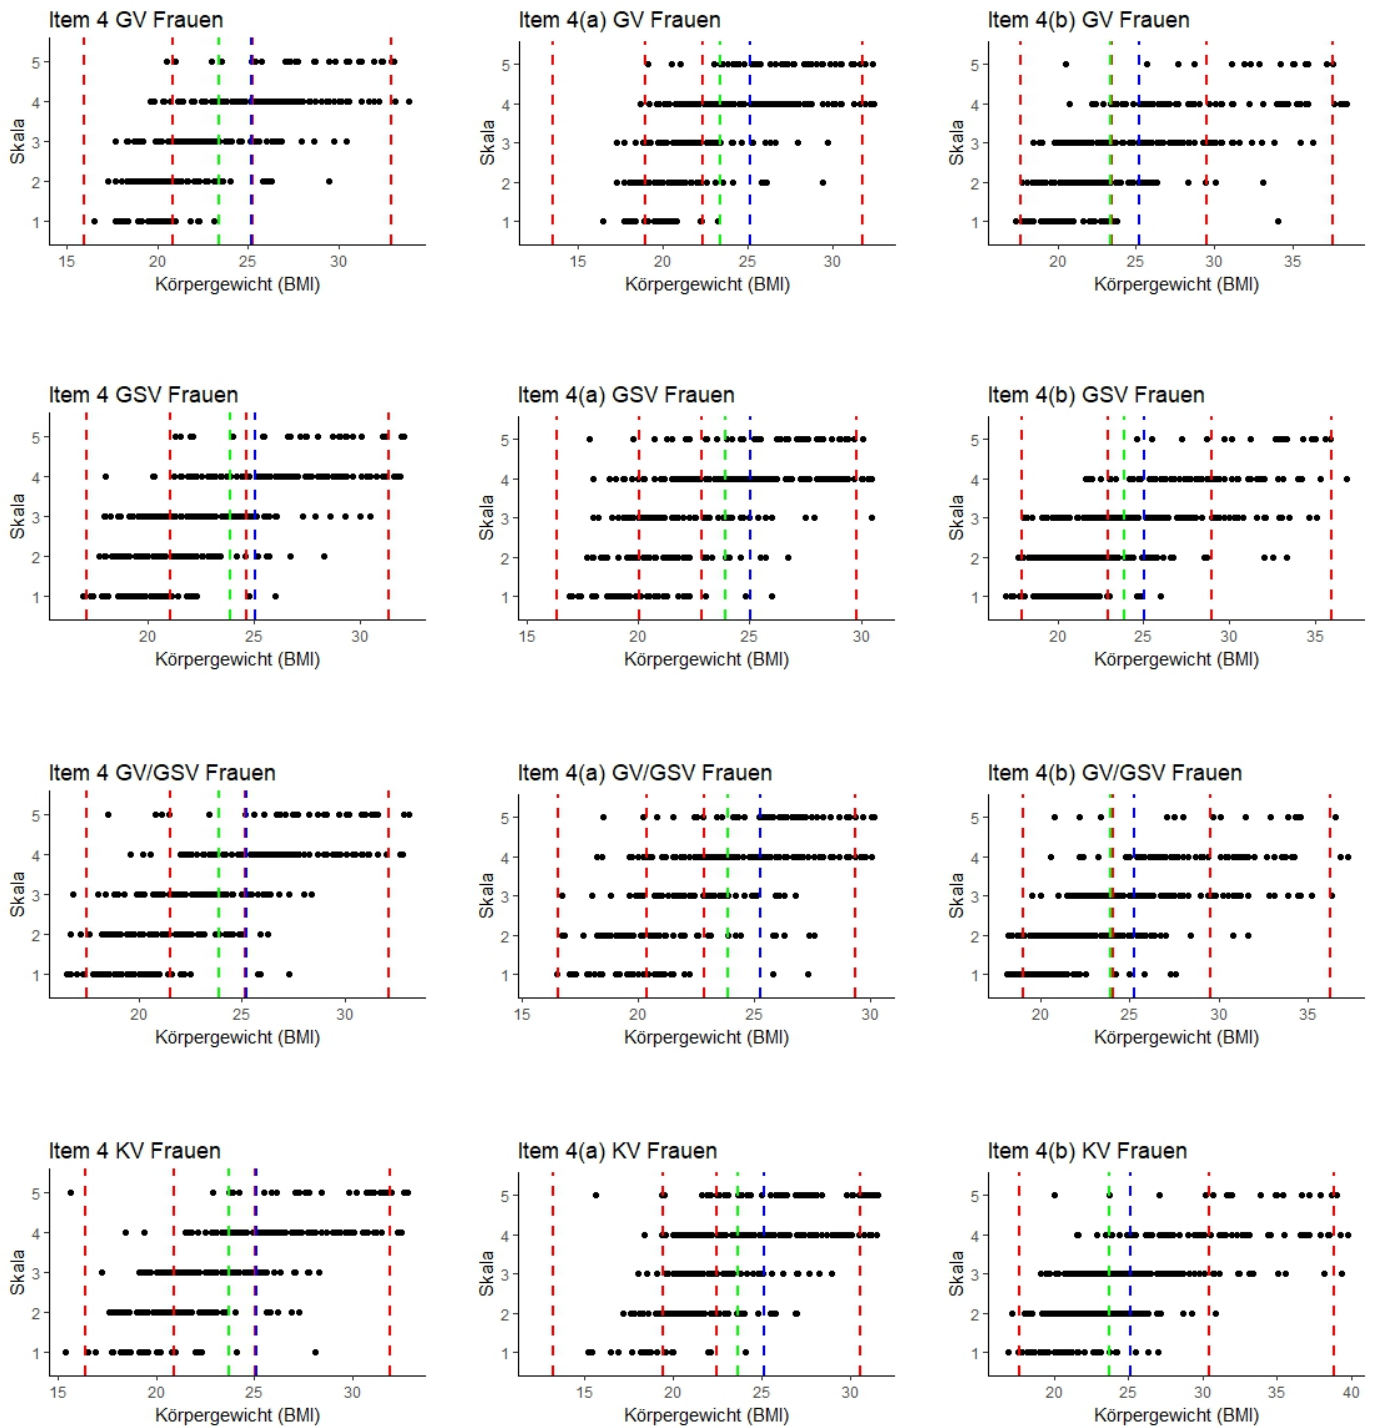 Item 4 GV Frauen
Skala
5
4
3
2
1
15 20 25 30
Körpergewicht (BMI)
Item 4(a) GV Frauen
Skala
5
4
3
2
1
15 20 25 30
Körpergewicht (BMI)
Item 4(b) GV Frauen
Skala
5
4
3
2
1
20 25 30 35
Körpergewicht (BMI)
Item 4 GSV Frauen
Skala
5
4
3
2
1
20 25 30
Körpergewicht (BMI)
Item 4(a) GSV Frauen
Skala
5
4
3
2
1
15 20 25 30
Körpergewicht (BMI)
Item 4(b) GSV Frauen
Skala
5
4
3
2
1
20 25 30 35
Körpergewicht (BMI)
Item 4 GV/GSV Frauen
Skala
5
4
3
2
1
20 25 30
Körpergewicht (BMI)
Item 4(a) GV/GSV Frauen
Skala
5
4
3
2
1
15 20 25 30
Körpergewicht (BMI)
Item 4(b) GV/GSV Frauen
Skala
5
4
3
2
1
20 25 30 35
Körpergewicht (BMI)
Item 4 KV Frauen
Skala
5
4
3
2
1
15 20 25 30
Körpergewicht (BMI)
Item 4(a) KV Frauen
Skala
5
4
3
2
1
15 20 25 30
Körpergewicht (BMI)
Item 4(b) KV Frauen
Skala
5
4
3
2
1
20 25 30 35 40
Körpergewicht (BMI)